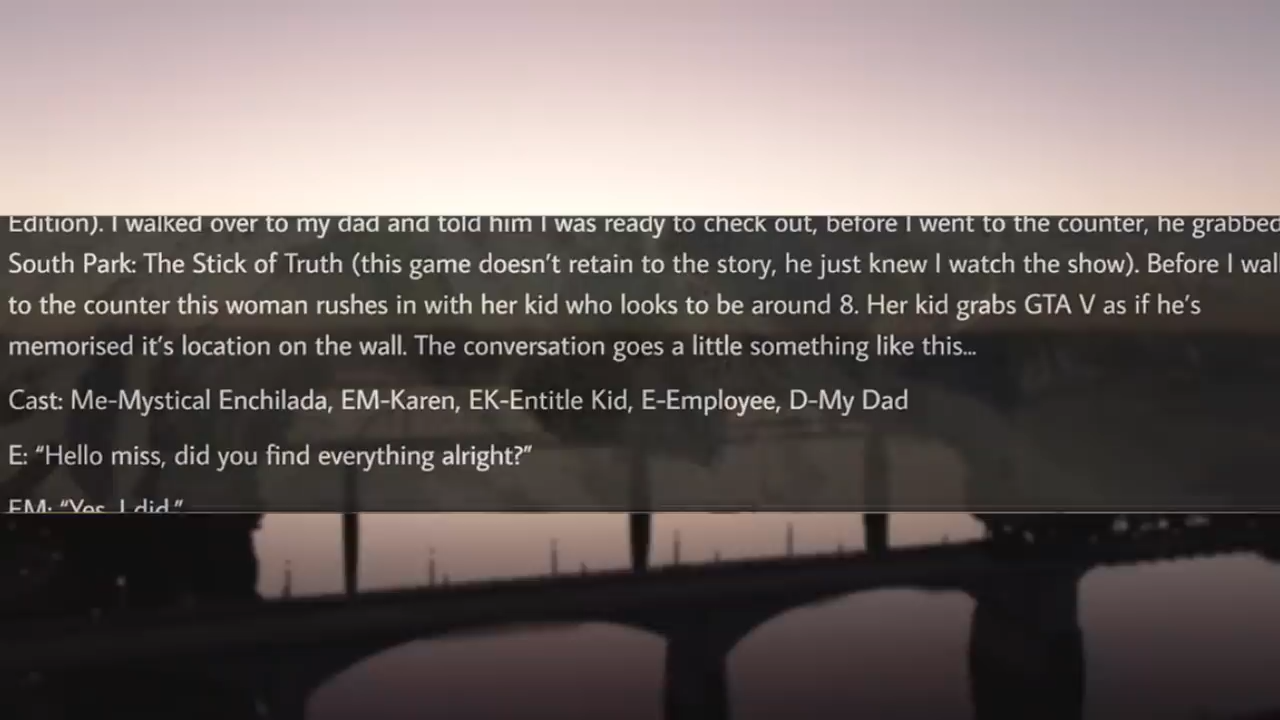 Edition). I walked over to my dad and told him I was ready to check out, before I went to the counter, he grabbed
South Park: The Stick of Truth (this game doesn't retain to the story, he just knew I watch the show). Before I wal
to the counter this woman rushes in with her kid who looks to be around 8. Her kid grabs GTA V as if he's
memorised it's location on the wall. The conversation goes a little something like this...
Cast: Me-Mystical Enchilada, EM-Karen, EK-Entitle Kid, E-Employee, D-My Dad
E: “Hello miss, did you find everything alright?”
EM: “Yes, I did.”